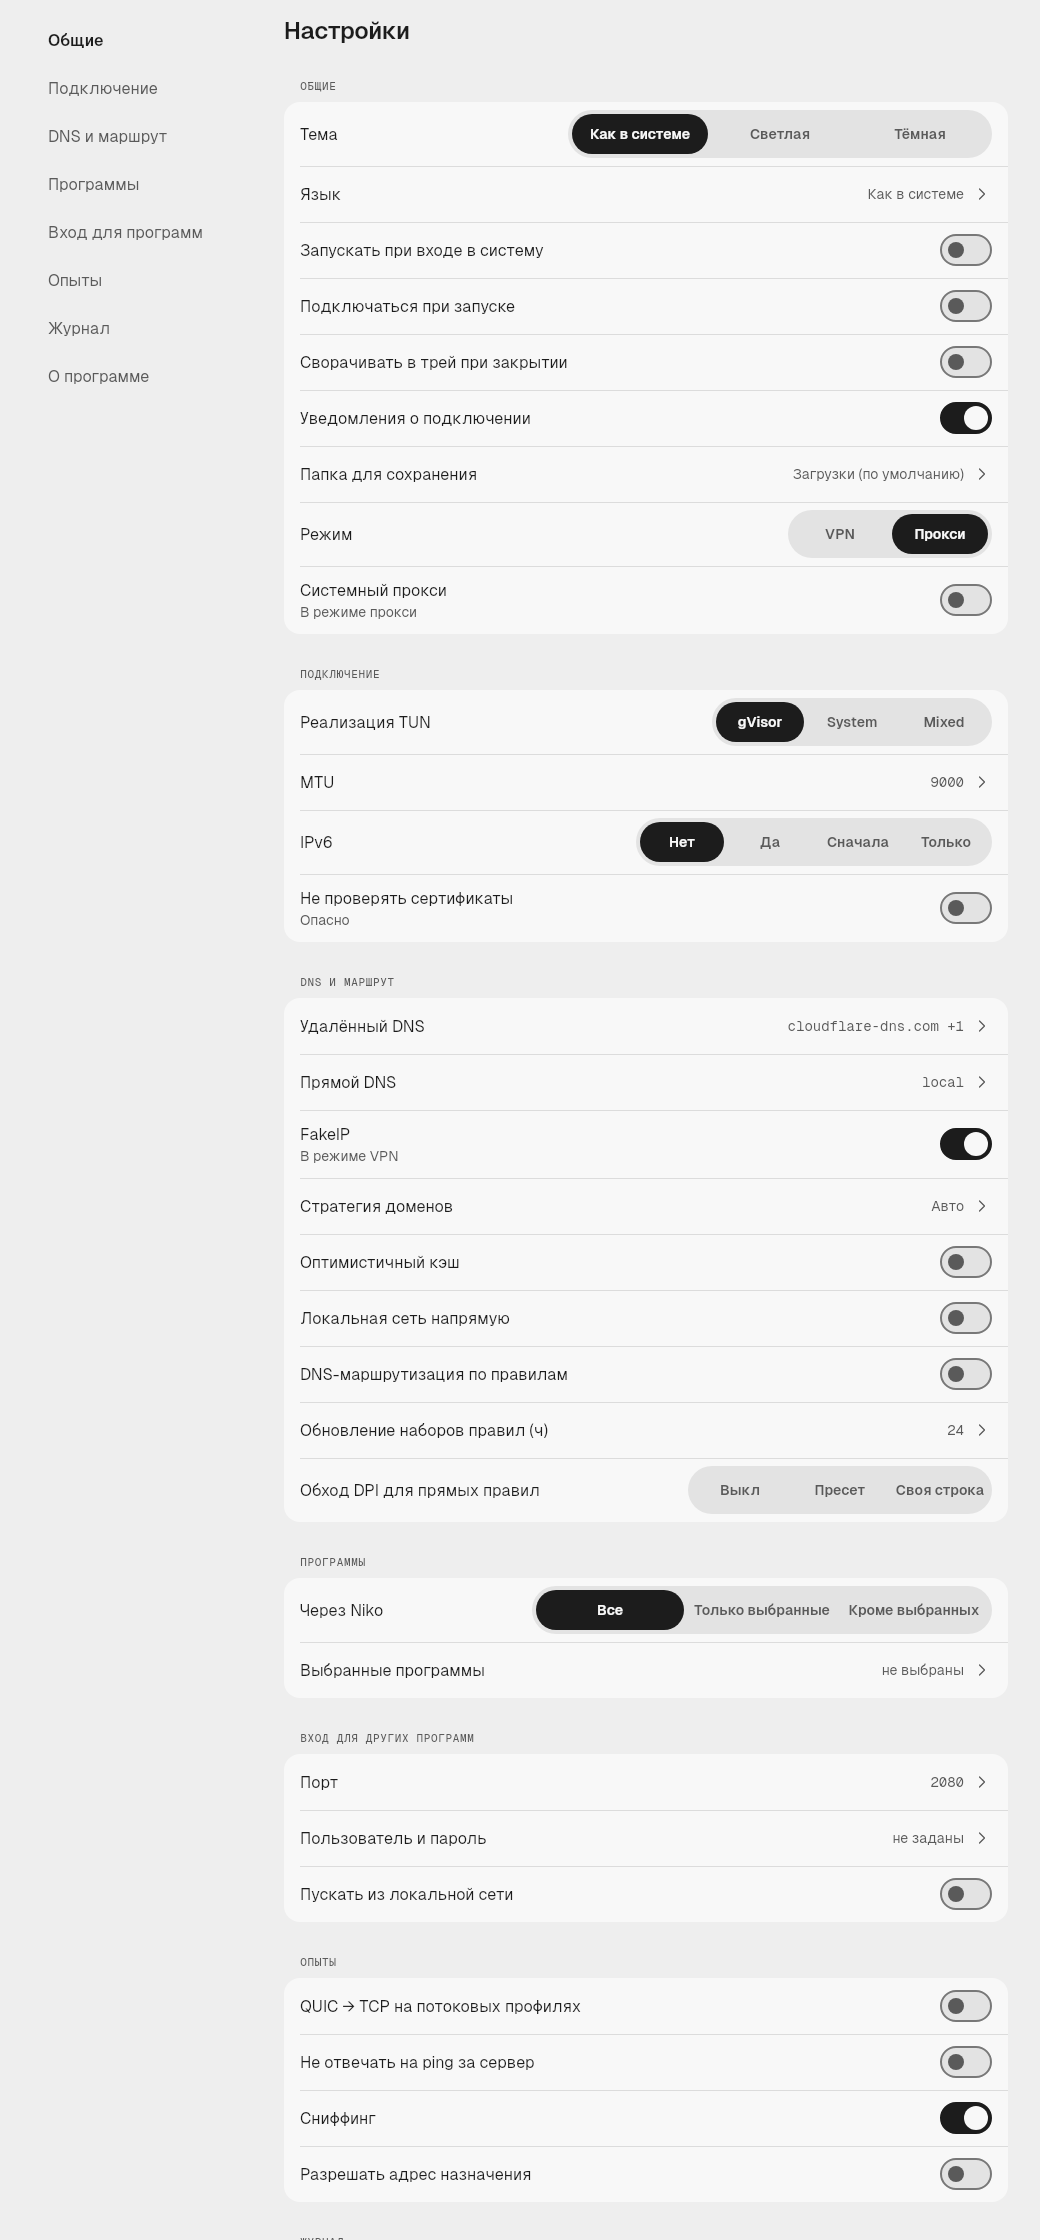 Общие
Подключение
DNS и маршрут
Программы
Вход для программ
Опыты
Журнал
О программе
Настройки
ОБЩИЕ
Тема
Как в системе
Светлая
Тёмная
Язык
Как в системе
Запускать при входе в систему
Подключаться при запуске
Сворачивать в трей при закрытии
Уведомления о подключении
Папка для сохранения
Загрузки (по умолчанию)
Режим
VPN
Прокси
Системный прокси
В режиме прокси
ПОДКЛЮЧЕНИЕ
Реализация TUN
gVisor
System
Mixed
MTU
9000
IPv6
Нет
Да
Сначала
Только
Не проверять сертификаты
Опасно
DNS И МАРШРУТ
Удалённый DNS
cloudflare-dns.com +1
Прямой DNS
local
FakeIP
В режиме VPN
Стратегия доменов
Авто
Оптимистичный кэш
Локальная сеть напрямую
DNS-маршрутизация по правилам
Обновление наборов правил (ч)
24
Обход DPI для прямых правил
Выкл
Пресет
Своя строка
ПРОГРАММЫ
Через Niko
Все
Только выбранные
Кроме выбранных
Выбранные программы
не выбраны
ВХОД ДЛЯ ДРУГИХ ПРОГРАММ
Порт
2080
Пользователь и пароль
не заданы
Пускать из локальной сети
ОПЫТЫ
QUIC → TCP на потоковых профилях
Не отвечать на ping за сервер
Сниффинг
Разрешать адрес назначения